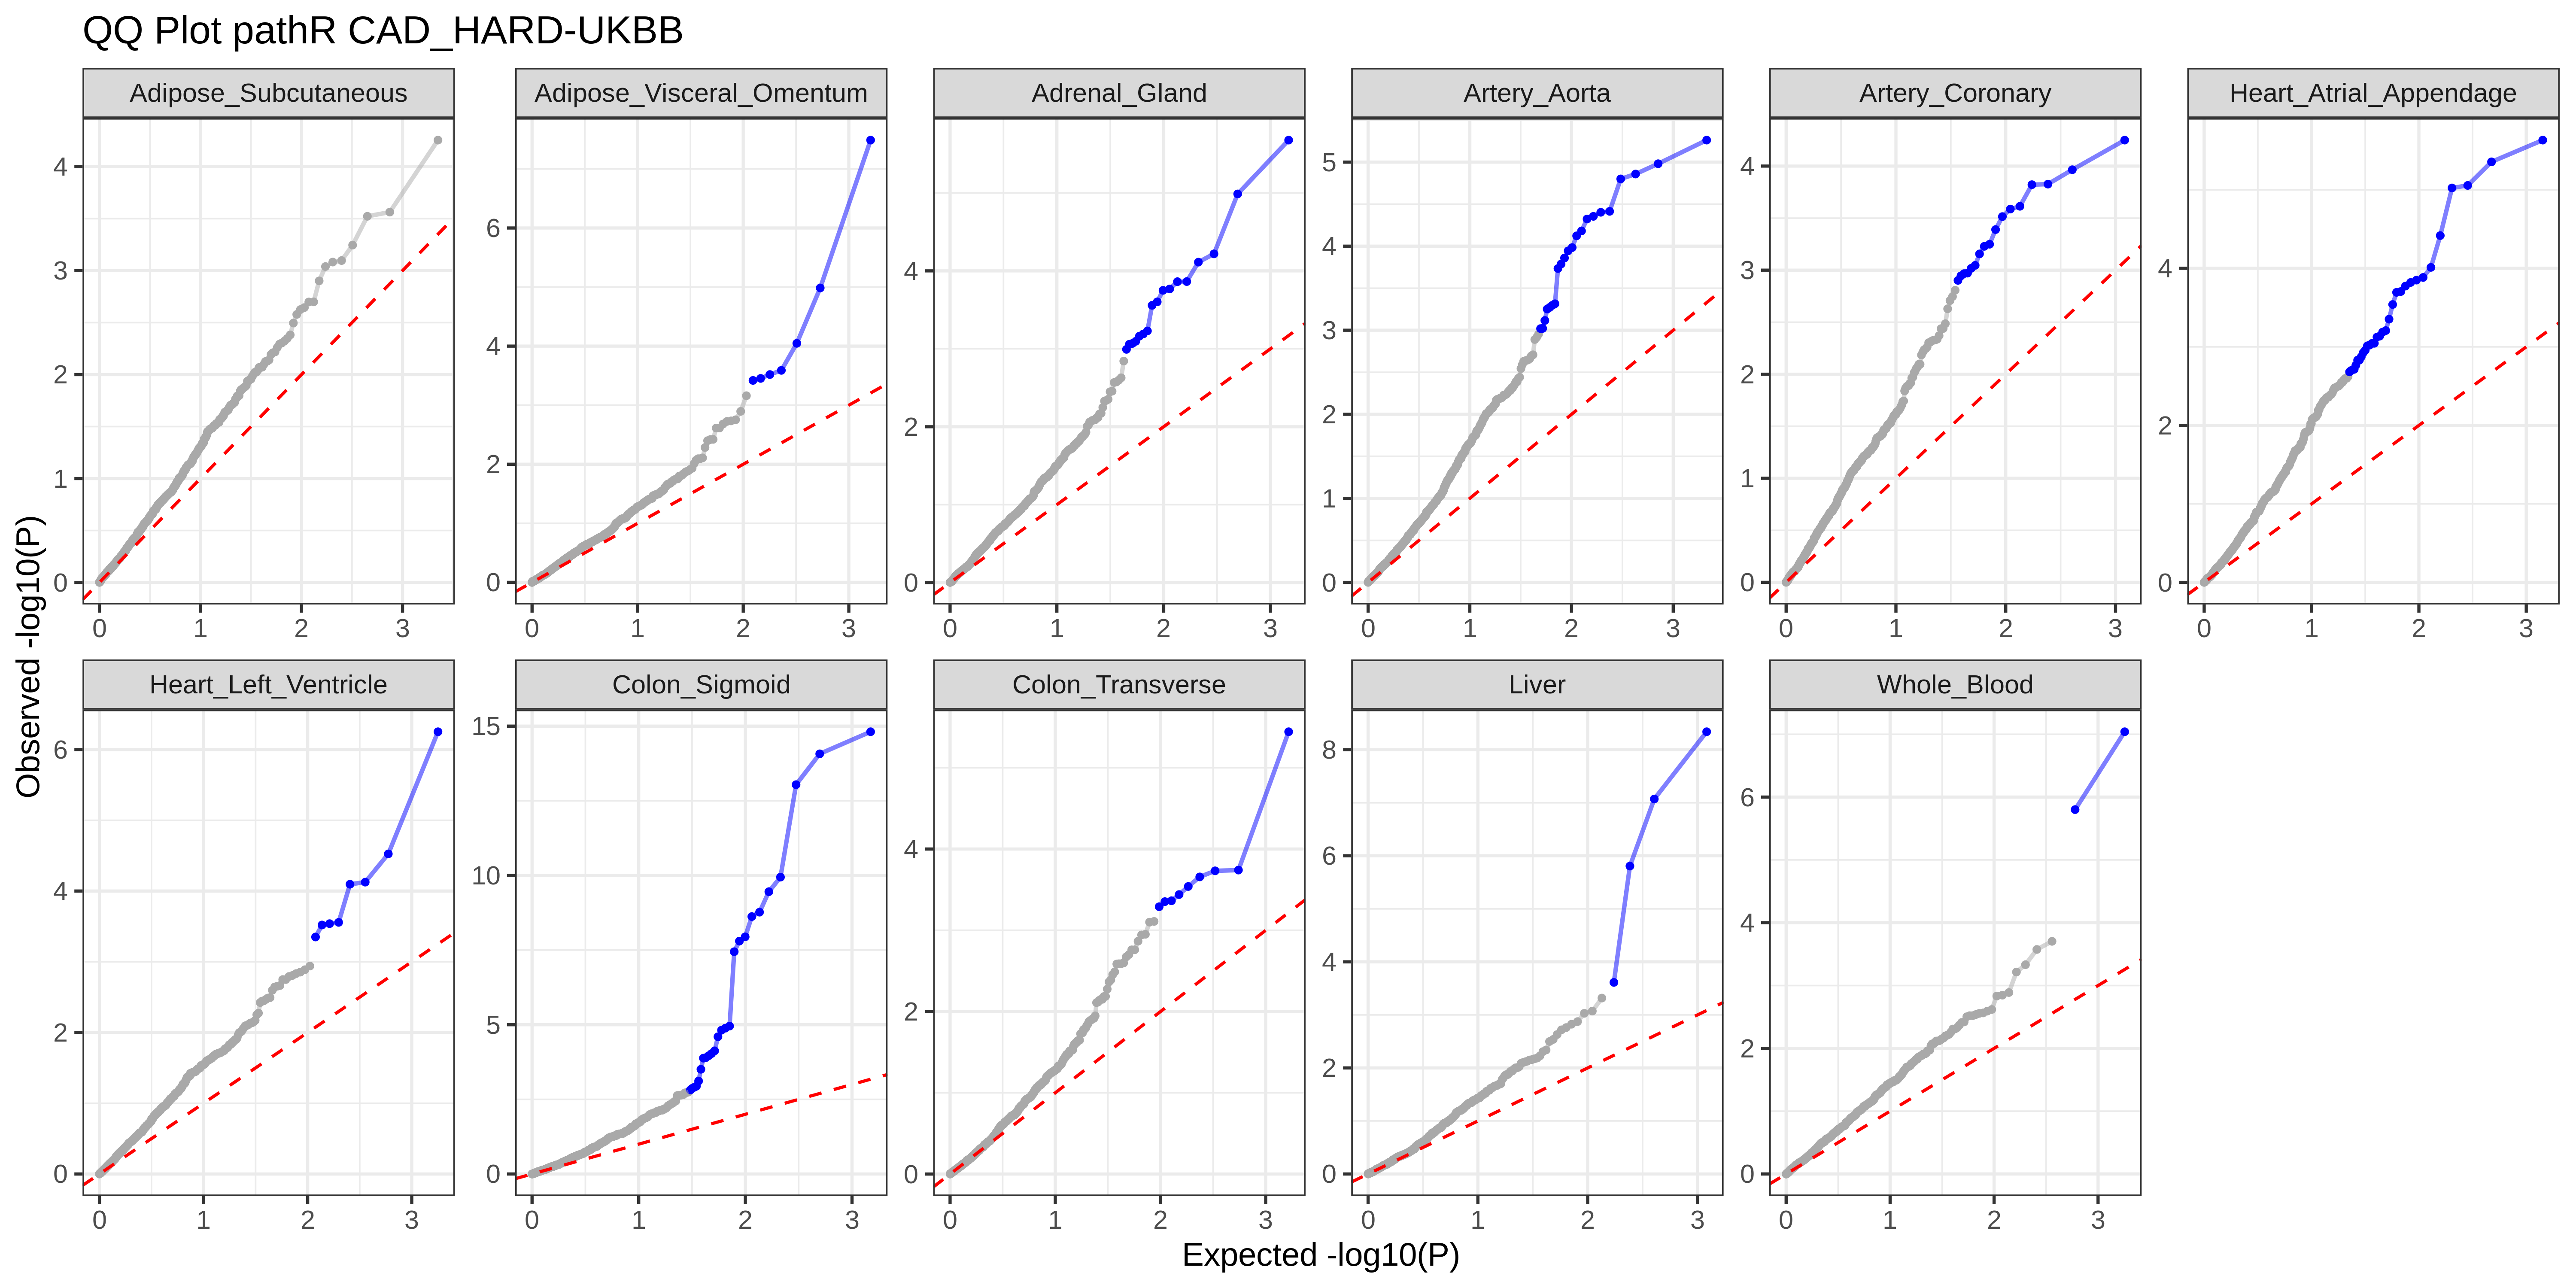 QQ Plot pathR CAD_HARD-UKBB
Adipose_Subcutaneous Adipose_Visceral_Omentum Adrenal_Gland Artery_Aorta Artery_Coronary Heart_Atrial_Appendage
4 3 2 1 0
6 4 2 0
4 2 0
5 4 3 2 1 0
4 3 2 1 0
4 2 0
0 1 2 3 0 1 2 3 0 1 2 3 0 1 2 3 0 1 2 3 0 1 2 3
Heart_Left_Ventricle Colon_Sigmoid Colon_Transverse Liver Whole_Blood
6 4 2 0
15 10 5 0
4 2 0
8 6 4 2 0
6 4 2 0
0 1 2 3 0 1 2 3 0 1 2 3 0 1 2 3 0 1 2 3
Observed -log10(P)
Expected -log10(P)